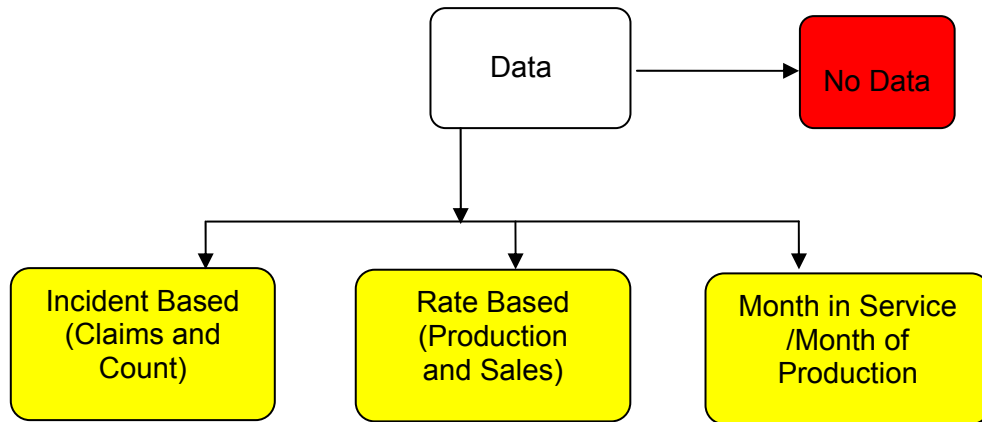 Data
No Data
Incident Based
(Claims and
Count)
Rate Based
(Production
and Sales)
Month in Service
/Month of
Production